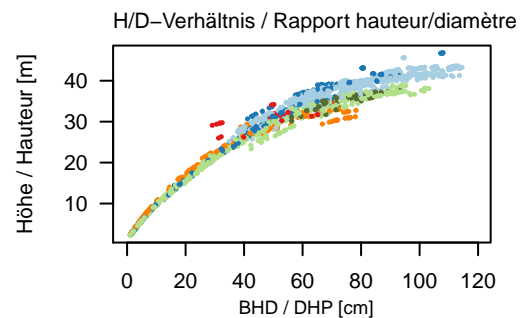 H/D−Verhältnis / Rapport hauteur/diamètre
Höhe / Hauteur [m]
40
30
20
10
0 20 40 60 80 100 120
BHD / DHP [cm]